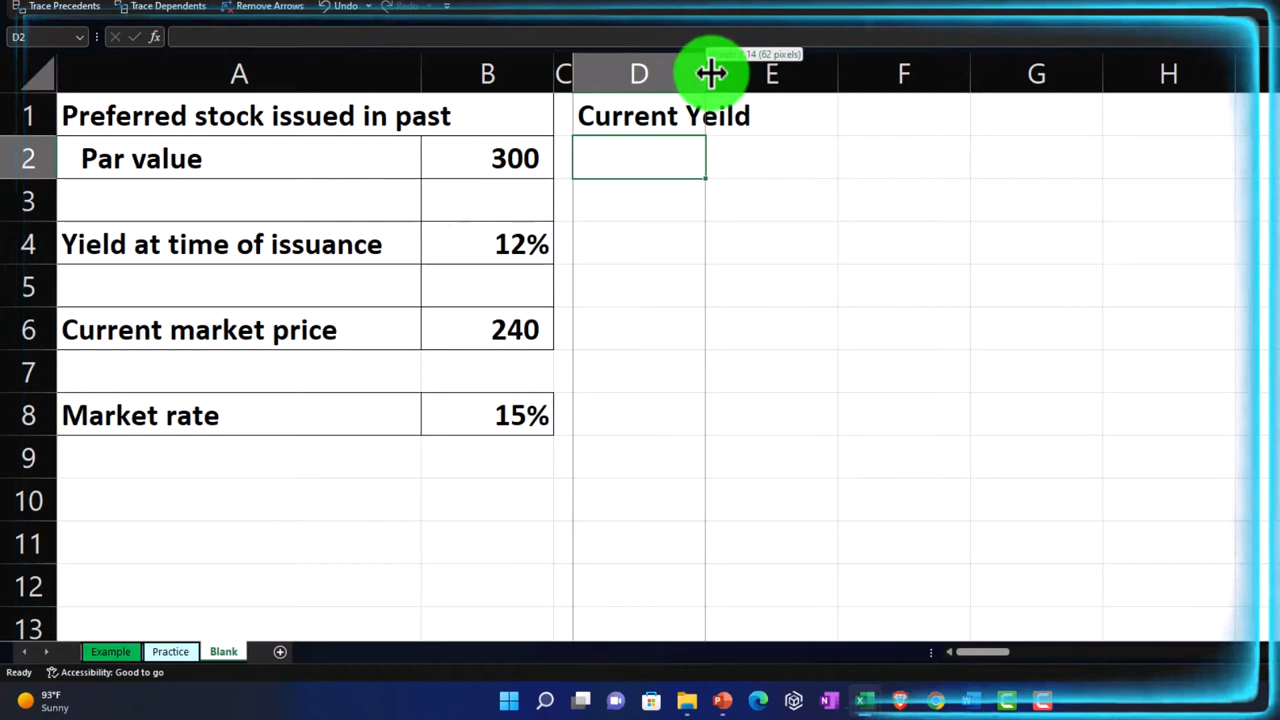 Trace Precedents Trace Dependents Remove Arrows Undo
D2 fx
A B C D E F G H
1 Preferred stock issued in past Current Yeild
2 Par value 300
3
4 Yield at time of issuance 12%
5
6 Current market price 240
7
8 Market rate 15%
9
10
11
12
13
Example Practice Blank
Ready Accessibility: Good to go
93°F
Sunny